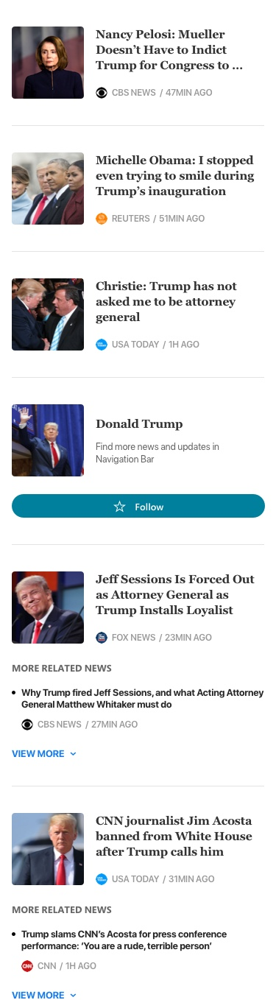 Nancy Pelosi: Mueller
Doesn’t Have to Indict
Trump for Congress to ...
CBS NEWS / 47MIN AGO
Michelle Obama: I stopped
even trying to smile during
Trump’s inauguration
REUTERS / 51MIN AGO
Christie: Trump has not
asked me to be attorney
general
USA TODAY / 1H AGO
Donald Trump
Find more news and updates in
Navigation Bar
Follow
Jeff Sessions Is Forced Out
as Attorney General as
Trump Installs Loyalist
FOX NEWS / 23MIN AGO
MORE RELATED NEWS
• Why Trump fired Jeff Sessions, and what Acting Attorney
General Matthew Whitaker must do
CBS NEWS / 27MIN AGO
VIEW MORE
CNN journalist Jim Acosta
banned from White House
after Trump calls him
USA TODAY / 31MIN AGO
MORE RELATED NEWS
• Trump slams CNN’s Acosta for press conference
performance: ‘You are a rude, terrible person’
CNN / 1H AGO
VIEW MORE